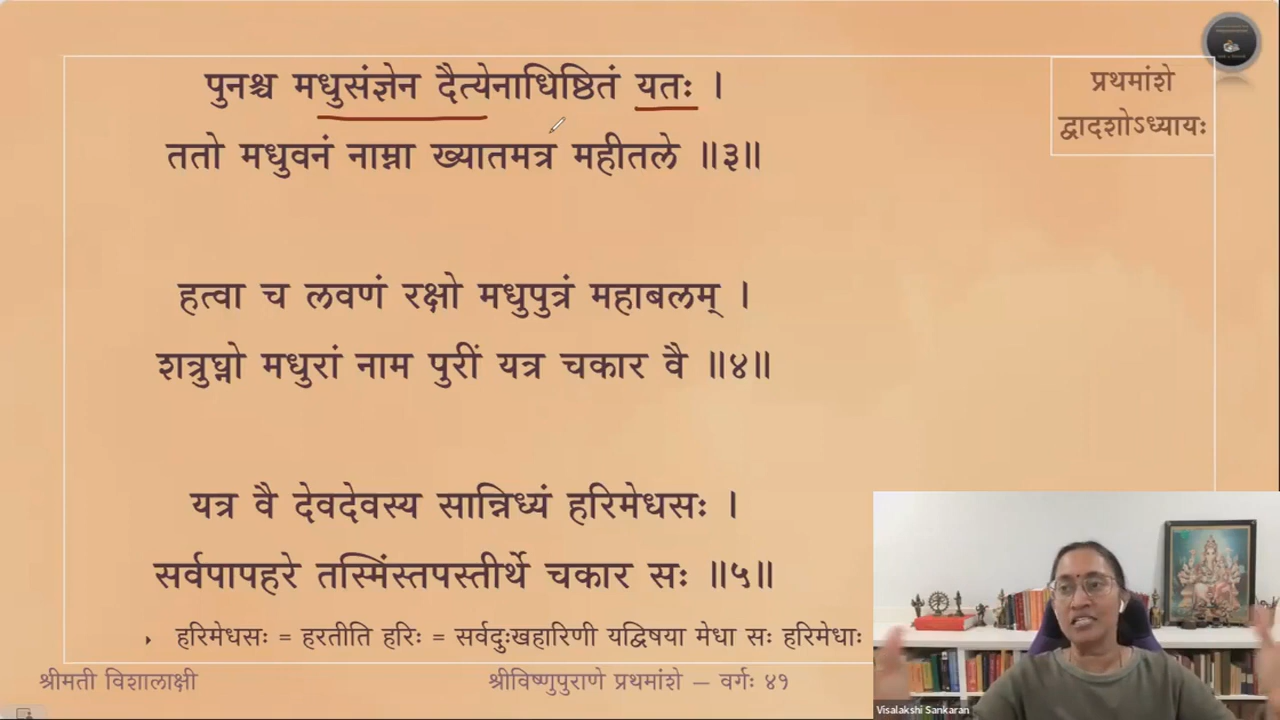 पुनश्च मधुसंज्ञेन दैत्येनाधिष्ठितं यतः ।
ततो मधुवनं नाम्ना ख्यातमत्र महीतले ॥३॥
प्रथमांशे
द्वादशोऽध्यायः
हत्वा च लवणं रक्षो मधुपुत्रं महाबलम् ।
शत्रुघ्नो मधुरां नाम पुरीं यत्र चकार वै ॥४॥
यत्र वै देवदेवस्य सान्निध्यं हरिमेधसः ।
सर्वपापहरे तस्मिंस्तपस्तीर्थे चकार सः ॥५॥
हरिमेधसः = हरतीति हरिः = सर्वदुःखहारिणी यद्विषया मेधा सः हरिमेधाः
श्रीमती विशालाक्षी
श्रीविष्णुपुराणे प्रथमांशे – वर्गः ४१
Visalakshi Sankaran